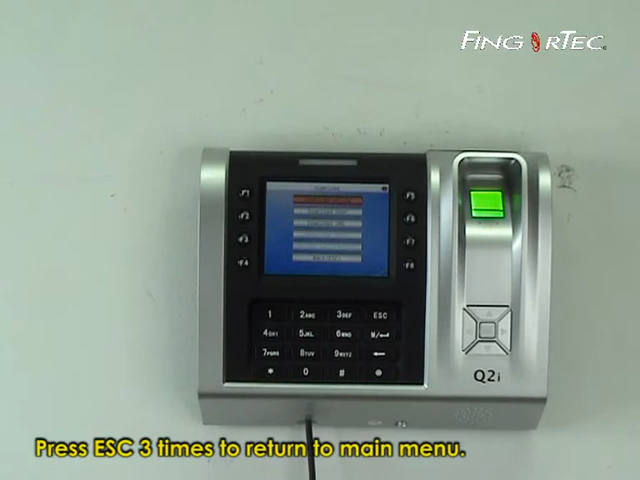 FINGERTEC
F1
F5
F2
F6
F3
F7
F4
F8
1 2ABC 3DEF ESC
4GHI 5JKL 6MNO M/↵
7PQRS 8TUV 9WXYZ ←
* 0 #
Q2i
Press ESC 3 times to return to main menu.